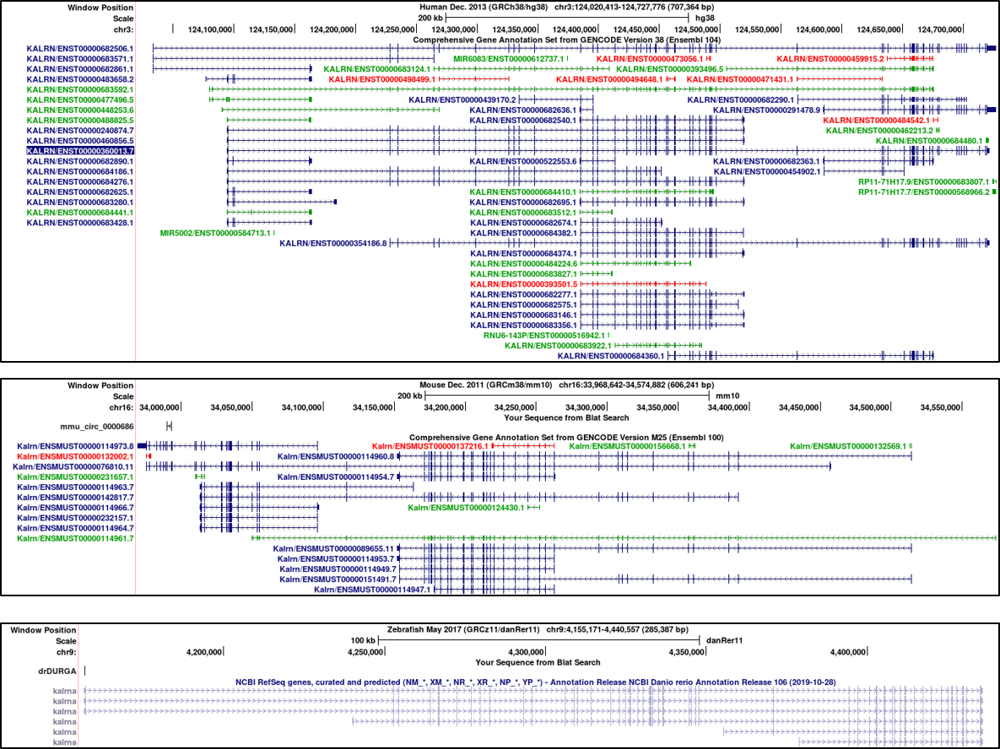 Window Position Human Dec. 2013 (GRCh38/hg38) chr3:124,020,413-124,727,776 (707,364 bp)
Scale 200 kb hg38
chr3: 124,100,000 124,150,000 124,200,000 124,250,000 124,300,000 124,350,000 124,400,000 124,450,000 124,500,000 124,550,000 124,600,000 124,650,000 124,700,000
Comprehensive Gene Annotation Set from GENCODE Version 38 (Ensembl 104)
KALRN/ENST00000682506.1
KALRN/ENST00000683571.1 MIR6083/ENST00000612737.1 KALRN/ENST00000473056.1 KALRN/ENST00000459915.2
KALRN/ENST00000682861.1 KALRN/ENST00000683124.1 KALRN/ENST00000393496.5
KALRN/ENST00000483658.2 KALRN/ENST00000498499.1 KALRN/ENST00000494648.1 KALRN/ENST00000471431.1
KALRN/ENST00000683592.1
KALRN/ENST00000477496.5 KALRN/ENST00000439170.2 KALRN/ENST00000682290.1
KALRN/ENST00000448253.6 KALRN/ENST00000682636.1 KALRN/ENST00000291478.9
KALRN/ENST00000488825.5 KALRN/ENST00000682540.1 KALRN/ENST00000484542.1
KALRN/ENST00000240874.7 KALRN/ENST00000462213.2
KALRN/ENST00000460856.5 KALRN/ENST00000684480.1
KALRN/ENST00000360013.7
KALRN/ENST00000682890.1 KALRN/ENST00000522553.6 KALRN/ENST00000682363.1
KALRN/ENST00000684186.1 KALRN/ENST00000454902.1
KALRN/ENST00000684276.1 RP11-71H17.9/ENST00000683807.1
KALRN/ENST00000682625.1 KALRN/ENST00000684410.1 RP11-71H17.7/ENST00000568966.2
KALRN/ENST00000683280.1 KALRN/ENST00000682695.1
KALRN/ENST00000684441.1 KALRN/ENST00000683512.1
KALRN/ENST00000683428.1 KALRN/ENST00000682674.1
MIR5002/ENST00000584713.1 KALRN/ENST00000684382.1
KALRN/ENST00000354186.8
KALRN/ENST00000684374.1
KALRN/ENST00000484224.6
KALRN/ENST00000683827.1
KALRN/ENST00000393501.5
KALRN/ENST00000682277.1
KALRN/ENST00000682575.1
KALRN/ENST00000683146.1
KALRN/ENST00000683356.1
RNU6-143P/ENST00000516942.1
KALRN/ENST00000683922.1
KALRN/ENST00000684360.1
Window Position Mouse Dec. 2011 (GRCm38/mm10) chr16:33,968,642-34,574,882 (606,241 bp)
Scale 200 kb mm10
chr16: 34,000,000 34,050,000 34,100,000 34,150,000 34,200,000 34,250,000 34,300,000 34,350,000 34,400,000 34,450,000 34,500,000 34,550,000
Your Sequence from Blat Search
mmu_circ_0000686
Comprehensive Gene Annotation Set from GENCODE Version M25 (Ensembl 100)
Kalrn/ENSMUST00000114973.8 Kalrn/ENSMUST00000137216.1 Kalrn/ENSMUST00000156668.1 Kalrn/ENSMUST00000132569.1
Kalrn/ENSMUST00000132002.1 Kalrn/ENSMUST00000114960.8
Kalrn/ENSMUST00000076810.11
Kalrn/ENSMUST00000231657.1 Kalrn/ENSMUST00000114954.7
Kalrn/ENSMUST00000114963.7
Kalrn/ENSMUST00000142817.7
Kalrn/ENSMUST00000114966.7 Kalrn/ENSMUST00000124430.1
Kalrn/ENSMUST00000232157.1
Kalrn/ENSMUST00000114964.7
Kalrn/ENSMUST00000114961.7
Kalrn/ENSMUST00000089655.11
Kalrn/ENSMUST00000114953.7
Kalrn/ENSMUST00000114949.7
Kalrn/ENSMUST00000151491.7
Kalrn/ENSMUST00000114947.1
Window Position Zebrafish May 2017 (GRCz11/danRer11) chr9:4,155,171-4,440,557 (285,387 bp)
Scale 100 kb danRer11
chr9: 4,200,000 4,250,000 4,300,000 4,350,000 4,400,000
Your Sequence from Blat Search
drDURGA
NCBI RefSeq genes, curated and predicted (NM_*, XM_*, NR_*, XR_*, NP_*, YP_*) - Annotation Release NCBI Danio rerio Annotation Release 106 (2019-10-28)
kalrna
kalrna
kalrna
kalrna
kalrna
kalrna